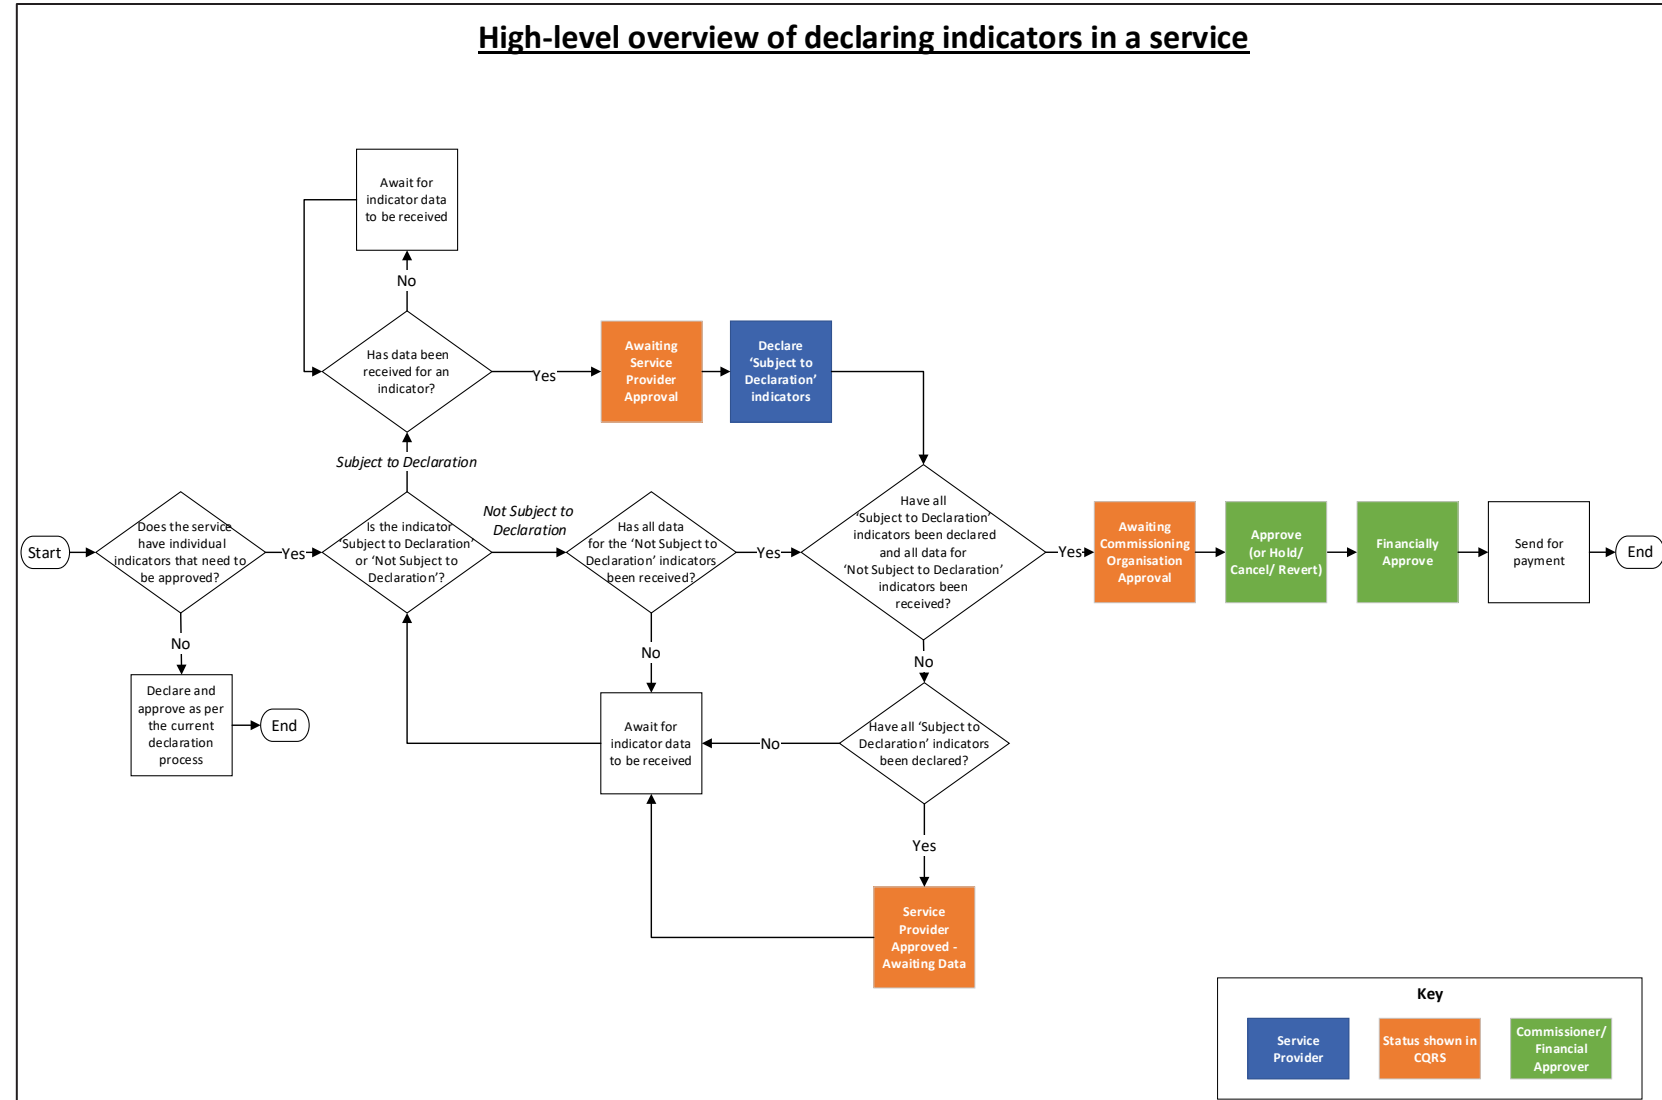 High-level overview of declaring indicators in a service
Await for
indicator data
to be received
No
Has data been
received for an
indicator?
Yes
Awaiting
Service
Provider
Approval
Declare
‘Subject to
Declaration’
indicators
Subject to Declaration
Start
Does the service
have individual
indicators that need to
be approved?
Yes
Is the indicator
‘Subject to Declaration’
or ‘Not Subject to
Declaration’?
Not Subject to
Declaration
Has all data
for the ‘Not Subject to
Declaration’ indicators
been received?
Yes
Have all
‘Subject to Declaration’
indicators been declared
and all data for
‘Not Subject to Declaration’
indicators been
received?
Yes
Awaiting
Commissioning
Organisation
Approval
Approve
(or Hold/
Cancel/ Revert)
Financially
Approve
Send for
payment
End
No
Declare and
approve as per
the current
declaration
process
End
No
Await for
indicator data
to be received
No
No
Have all ‘Subject to
Declaration’ indicators
been declared?
Yes
Service
Provider
Approved -
Awaiting Data
Key
Service
Provider
Status shown in
CQRS
Commissioner/
Financial
Approver